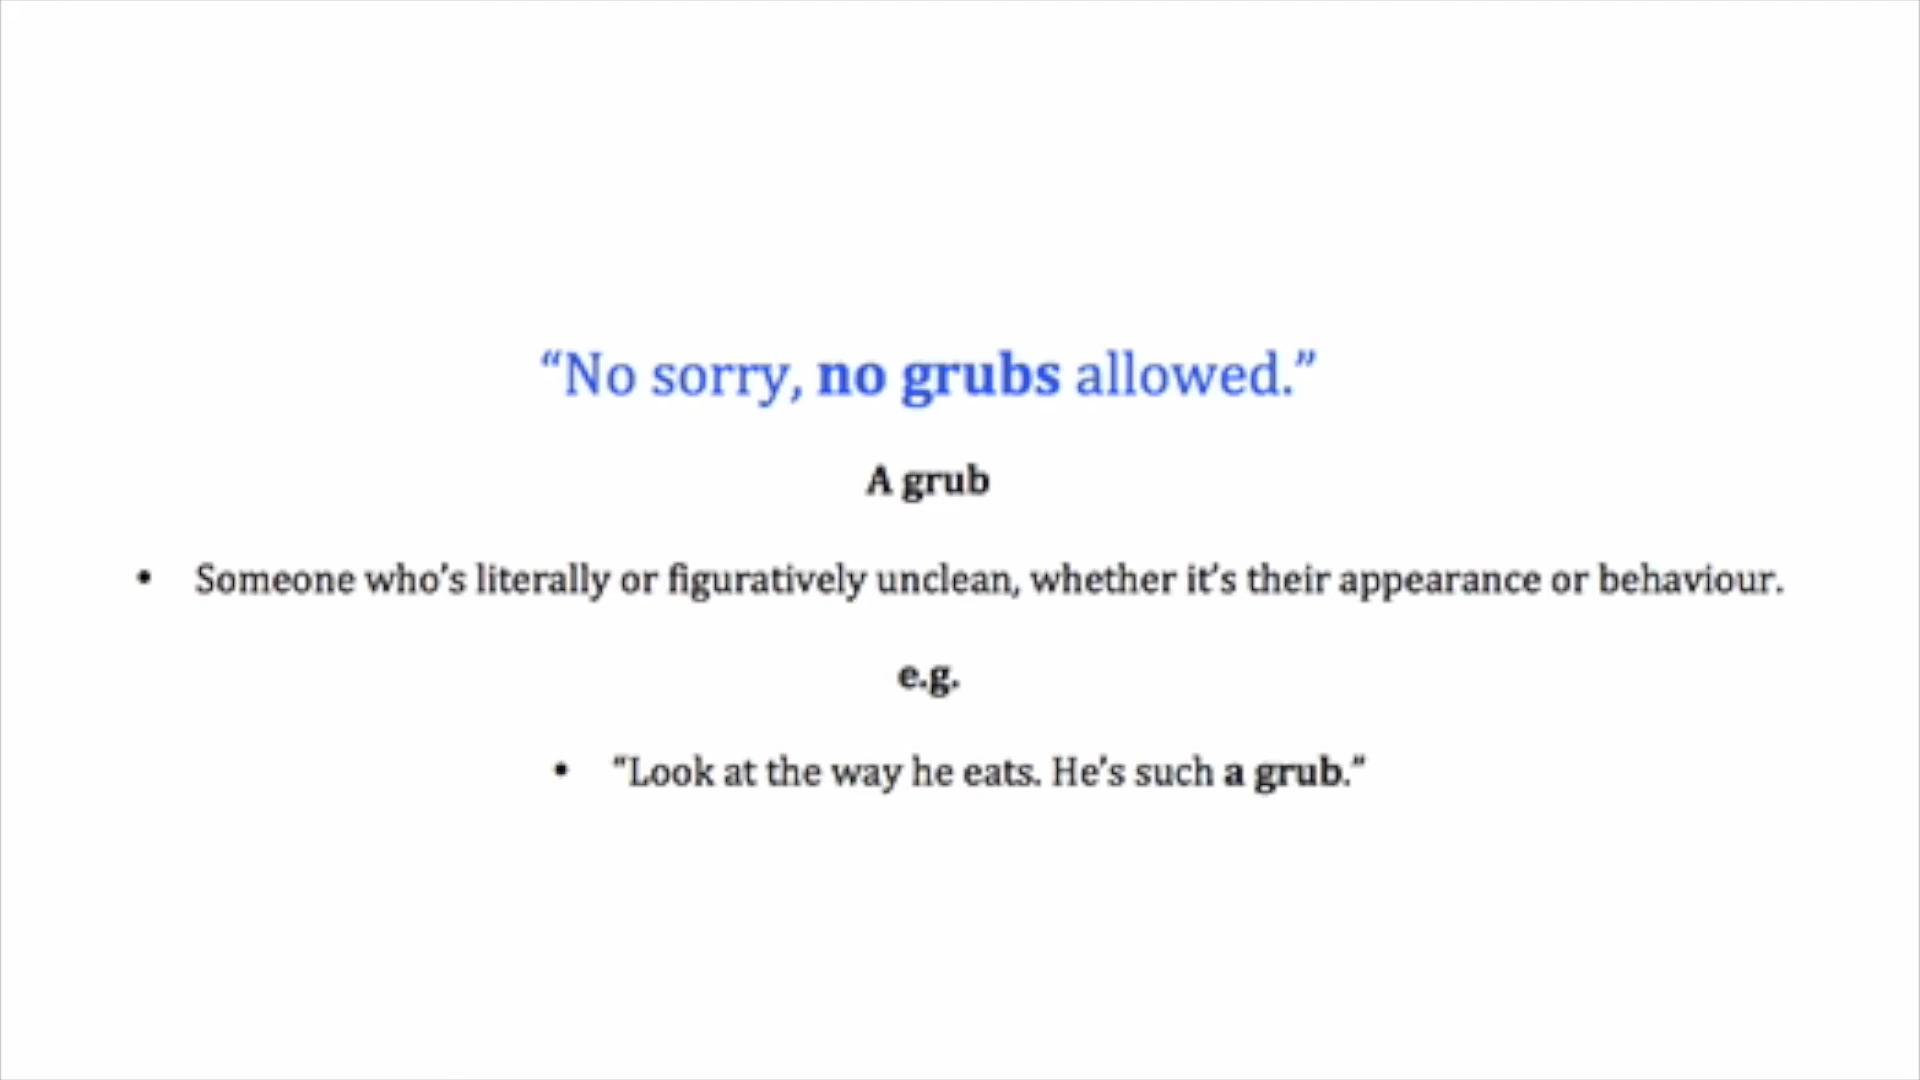 “No sorry, no grubs allowed.”
A grub
• Someone who’s literally or figuratively unclean, whether it’s their appearance or behaviour.
e.g.
• “Look at the way he eats. He’s such a grub.”